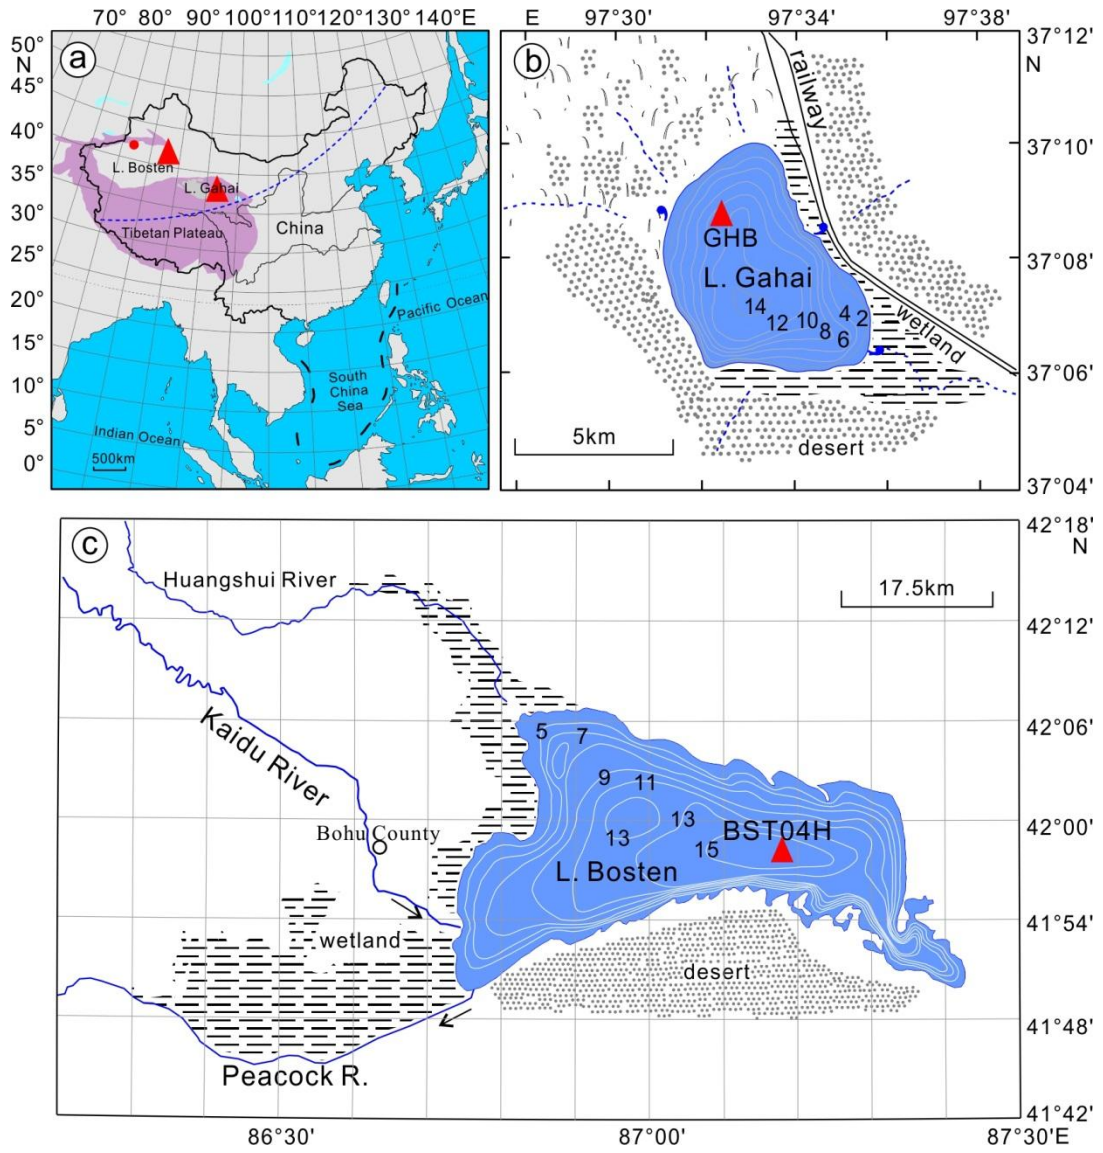 70° 80° 90° 100°110°120° 130° 140°E
50°
N
45°
40°
35°
30°
25°
20°
15°
10°
5°
0°
a
L. Bosten
L. Gahai
China
Tibetan Plateau
Pacific Ocean
South
China
Sea
Indian Ocean
500km
E 97°30' 97°34' 97°38'
37°12'
N
37°10'
37°08'
37°06'
37°04'
b
railway
GHB
L. Gahai
14
12
10
8
4
2
6
wetland
5km
desert
c
42°18'
N
42°12'
42°06'
42°00'
41°54'
41°48'
41°42'
Huangshui River
17.5km
Kaidu River
5
7
9
11
13
13
15
BST04H
Bohu County
L. Bosten
wetland
desert
Peacock R.
86°30' 87°00' 87°30'E